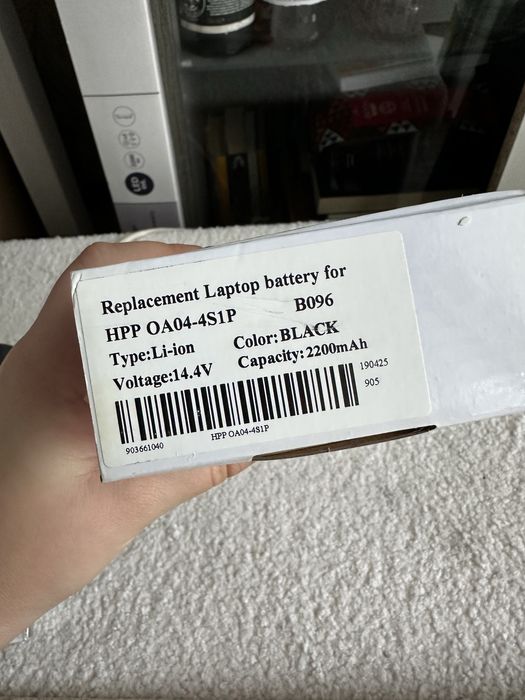 Replacement Laptop battery for
HPP OA04-4S1P B096
Type:Li-ion Color:BLACK
Voltage:14.4V Capacity:2200mAh
190425
905
903661040 HPP OA04-4S1P
LED